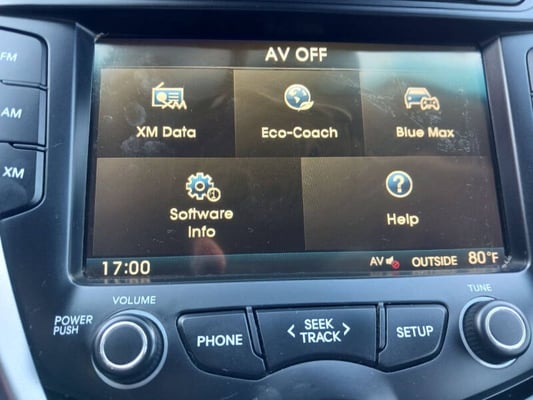 AV OFF
FM
AM
XM
XM Data
Eco-Coach
Blue Max
Software
Info
Help
17:00
AV
OUTSIDE 80°F
VOLUME
TUNE
POWER
PUSH
PHONE
< SEEK >
TRACK
SETUP